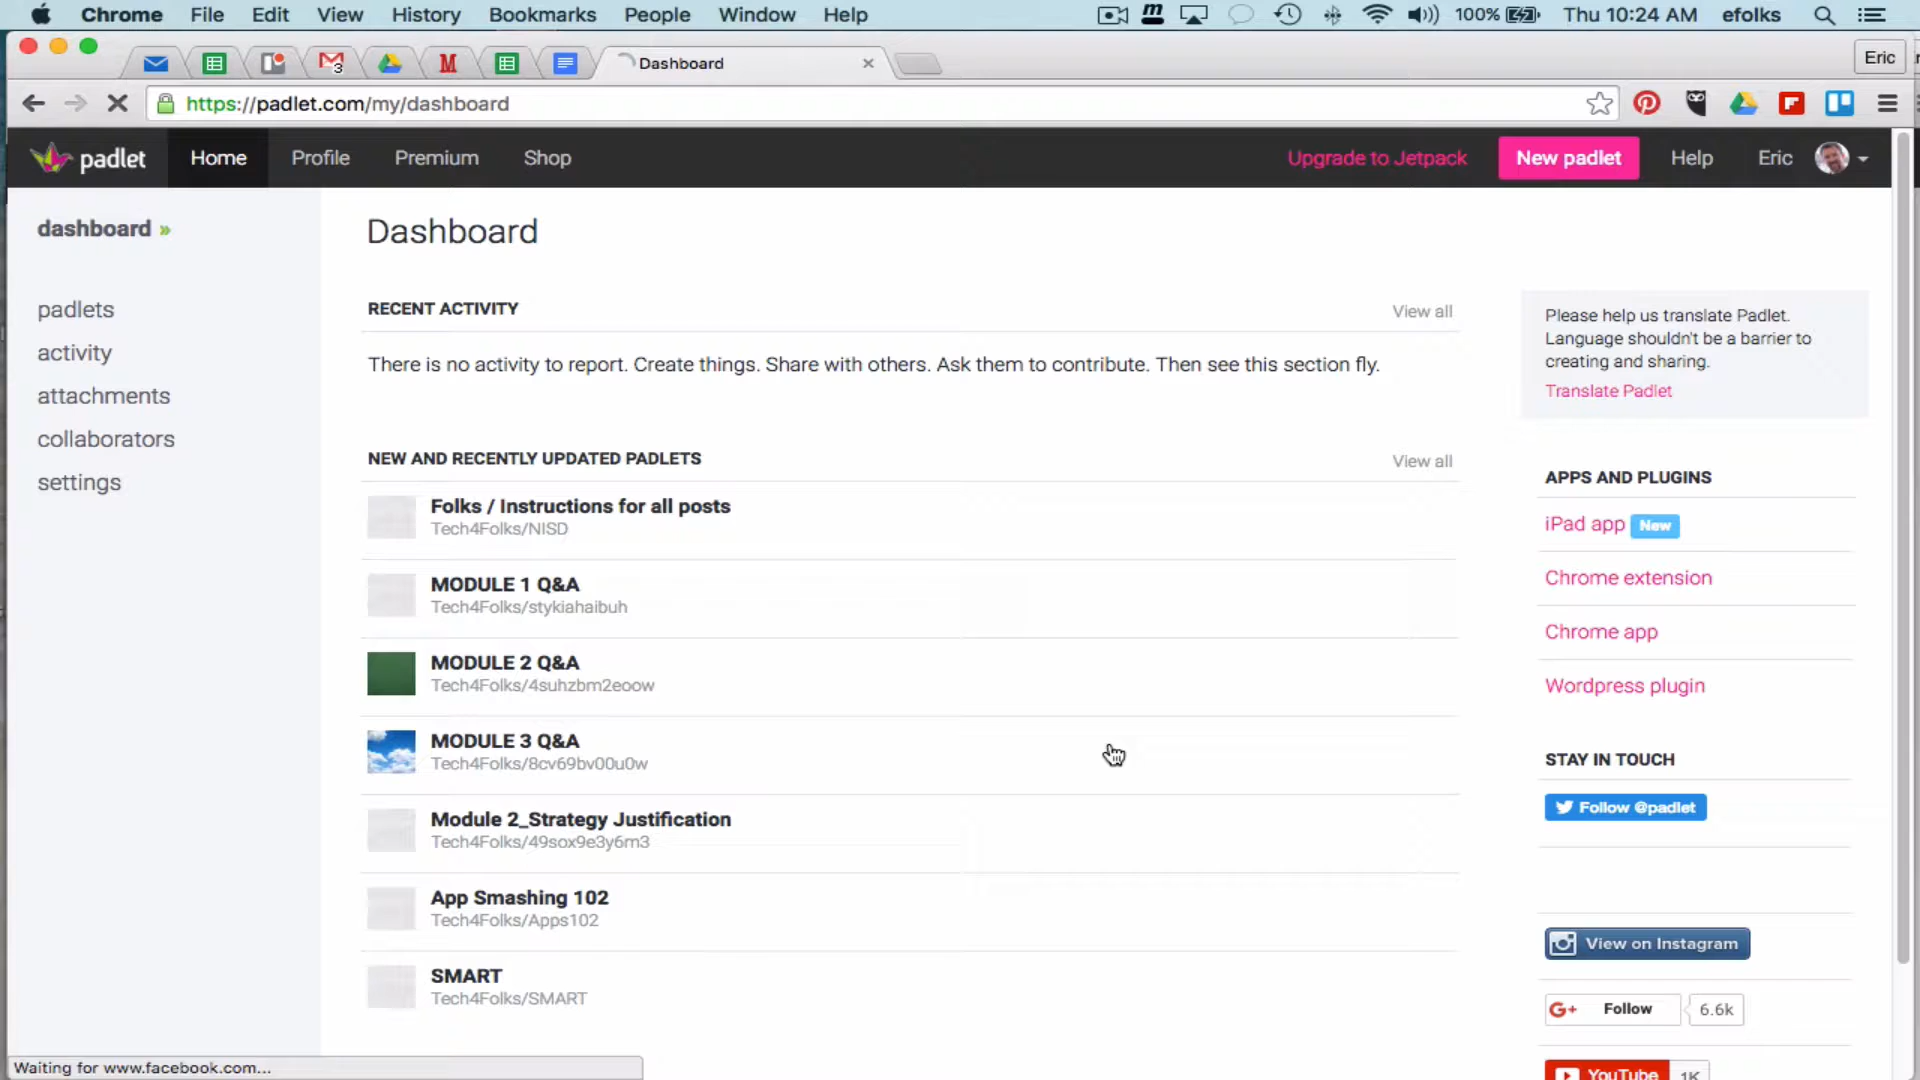 Chrome File Edit View History Bookmarks People Window Help 100% Thu 10:24 AM efolks
3 M Dashboard Eric
https://padlet.com/my/dashboard
padlet Home Profile Premium Shop Upgrade to Jetpack New padlet Help Eric
dashboard »
padlets
activity
attachments
collaborators
settings
Dashboard
RECENT ACTIVITY View all
There is no activity to report. Create things. Share with others. Ask them to contribute. Then see this section fly.
NEW AND RECENTLY UPDATED PADLETS View all
Folks / Instructions for all posts
Tech4Folks/NISD
MODULE 1 Q&A
Tech4Folks/stykiahaibuh
MODULE 2 Q&A
Tech4Folks/4suhzbm2eoow
MODULE 3 Q&A
Tech4Folks/8cv69bv00u0w
Module 2_Strategy Justification
Tech4Folks/49sox9e3y6m3
App Smashing 102
Tech4Folks/Apps102
SMART
Tech4Folks/SMART
Please help us translate Padlet.
Language shouldn't be a barrier to
creating and sharing.
Translate Padlet
APPS AND PLUGINS
iPad app New
Chrome extension
Chrome app
Wordpress plugin
STAY IN TOUCH
Follow @padlet
View on Instagram
G+ Follow 6.6k
YouTube 1K
Waiting for www.facebook.com...